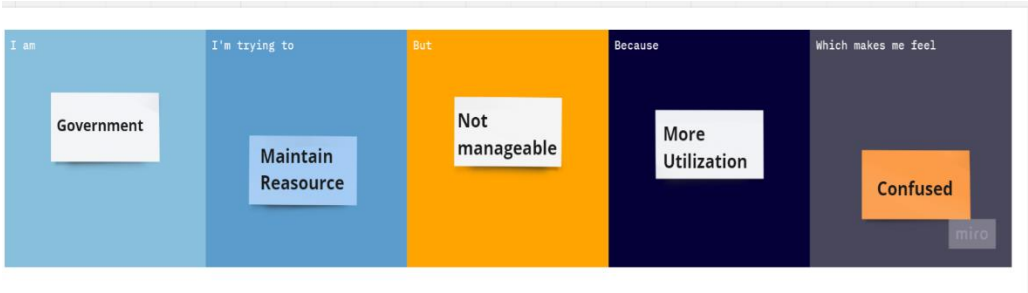 I am
Government
I'm trying to
Maintain
Reasource
But
Not
manageable
Because
More
Utilization
Which makes me feel
Confused
miro